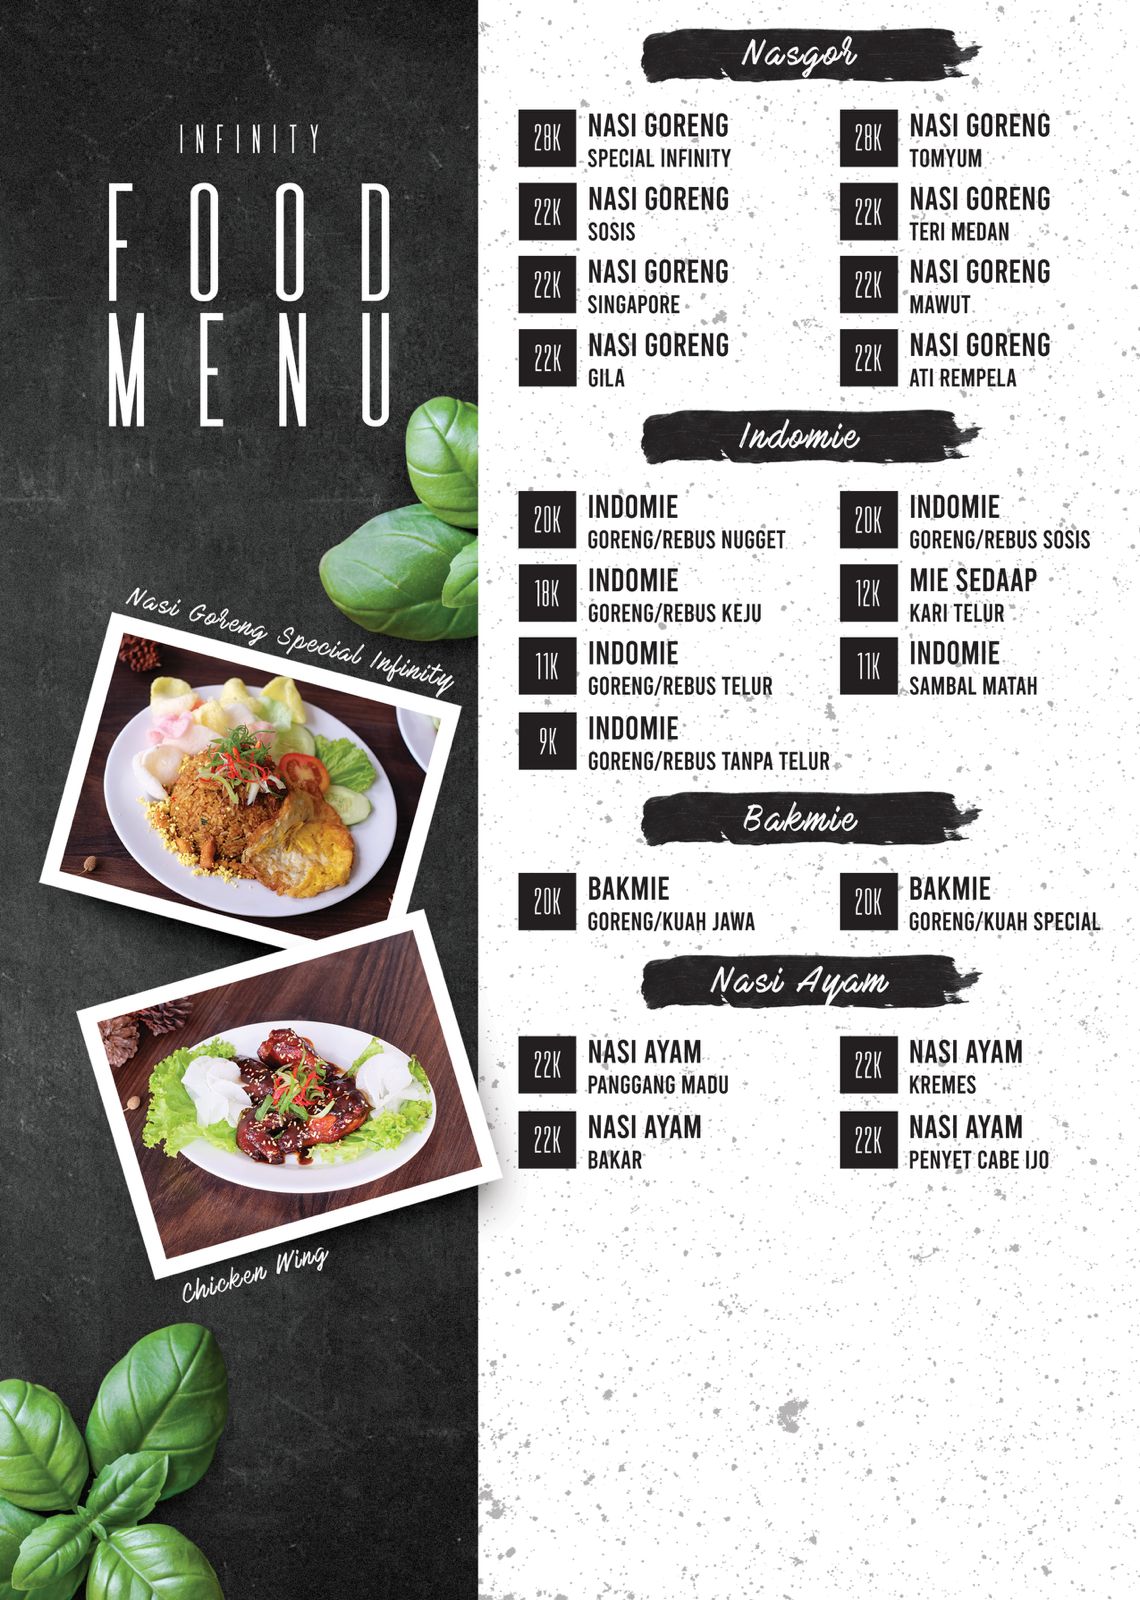 INFINITY
FOOD
MENU
Nasi Goreng Special Infinity
Chicken Wing
Nasgor
28K NASI GORENG
SPECIAL INFINITY
28K NASI GORENG
TOMYUM
22K NASI GORENG
SOSIS
22K NASI GORENG
TERI MEDAN
22K NASI GORENG
SINGAPORE
22K NASI GORENG
MAWUT
22K NASI GORENG
GILA
22K NASI GORENG
ATI REMPELA
Indomie
20K INDOMIE
GORENG/REBUS NUGGET
20K INDOMIE
GORENG/REBUS SOSIS
18K INDOMIE
GORENG/REBUS KEJU
12K MIE SEDAAP
KARI TELUR
11K INDOMIE
GORENG/REBUS TELUR
11K INDOMIE
SAMBAL MATAH
9K INDOMIE
GORENG/REBUS TANPA TELUR
Bakmie
20K BAKMIE
GORENG/KUAH JAWA
20K BAKMIE
GORENG/KUAH SPECIAL
Nasi Ayam
22K NASI AYAM
PANGGANG MADU
22K NASI AYAM
KREMES
22K NASI AYAM
BAKAR
22K NASI AYAM
PENYET CABE IJO